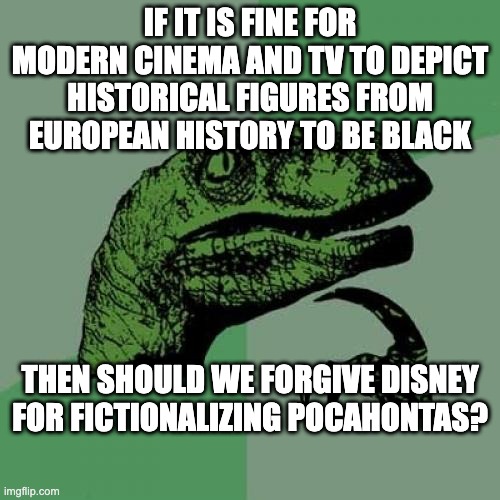 IF IT IS FINE FOR
MODERN CINEMA AND TV TO DEPICT
HISTORICAL FIGURES FROM
EUROPEAN HISTORY TO BE BLACK
THEN SHOULD WE FORGIVE DISNEY
FOR FICTIONALIZING POCAHONTAS?
imgflip.com